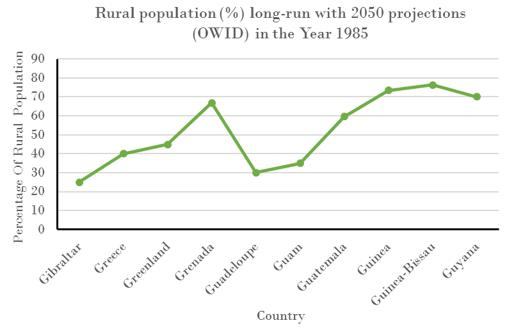 Rural population (%) long-run with 2050 projections
(OWID) in the Year 1985
Percentage Of Rural Population
90
80
70
60
50
40
30
20
10
0
Gibraltar
Greece
Greenland
Grenada
Guadeloupe
Guam
Guatemala
Guinea
Guinea-Bissau
Guyana
Country